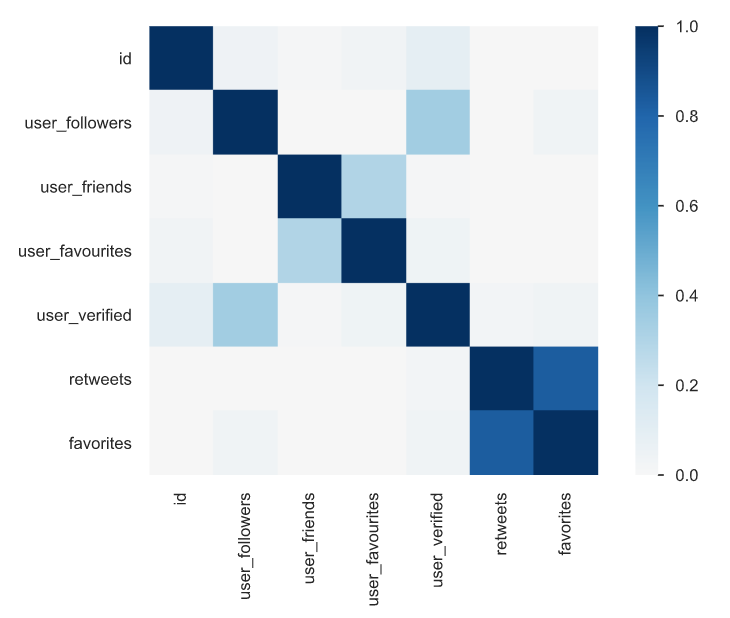 id
user_followers
user_friends
user_favourites
user_verified
retweets
favorites
id
user_followers
user_friends
user_favourites
user_verified
retweets
favorites
1.0
0.8
0.6
0.4
0.2
0.0